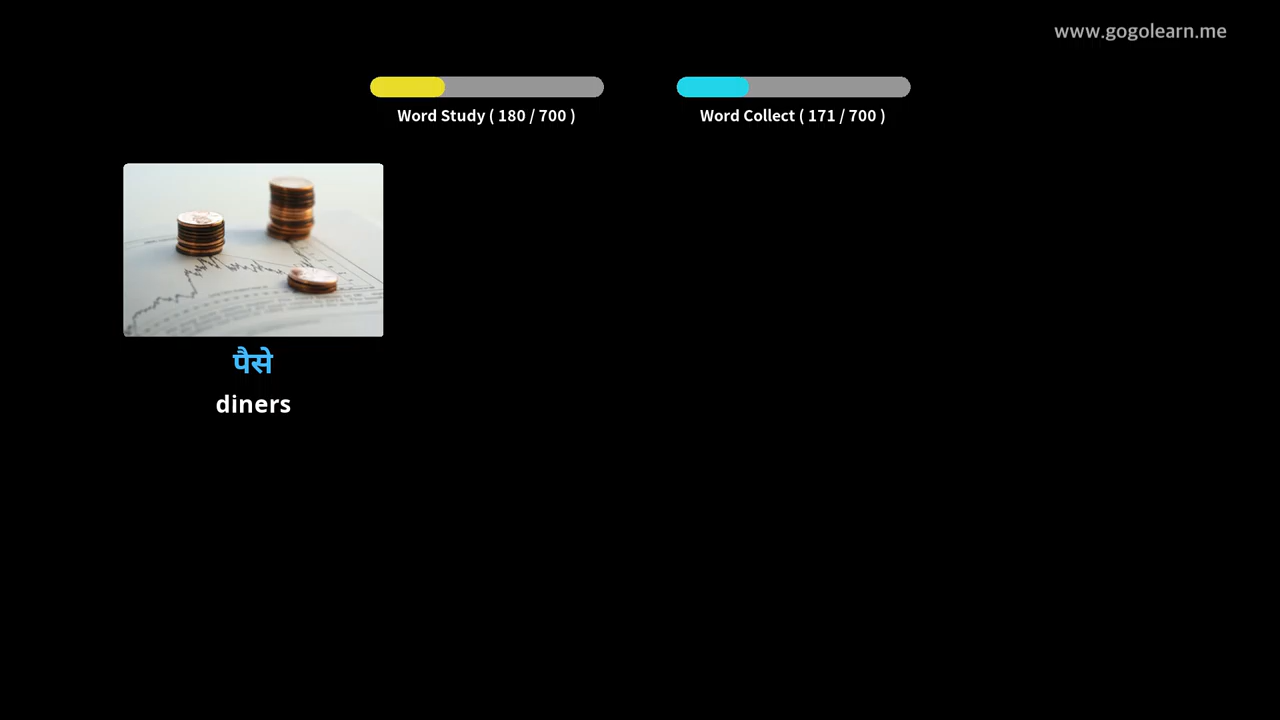 www.gogolearn.me
Word Study ( 180 / 700 )
Word Collect ( 171 / 700 )
पैसे
diners